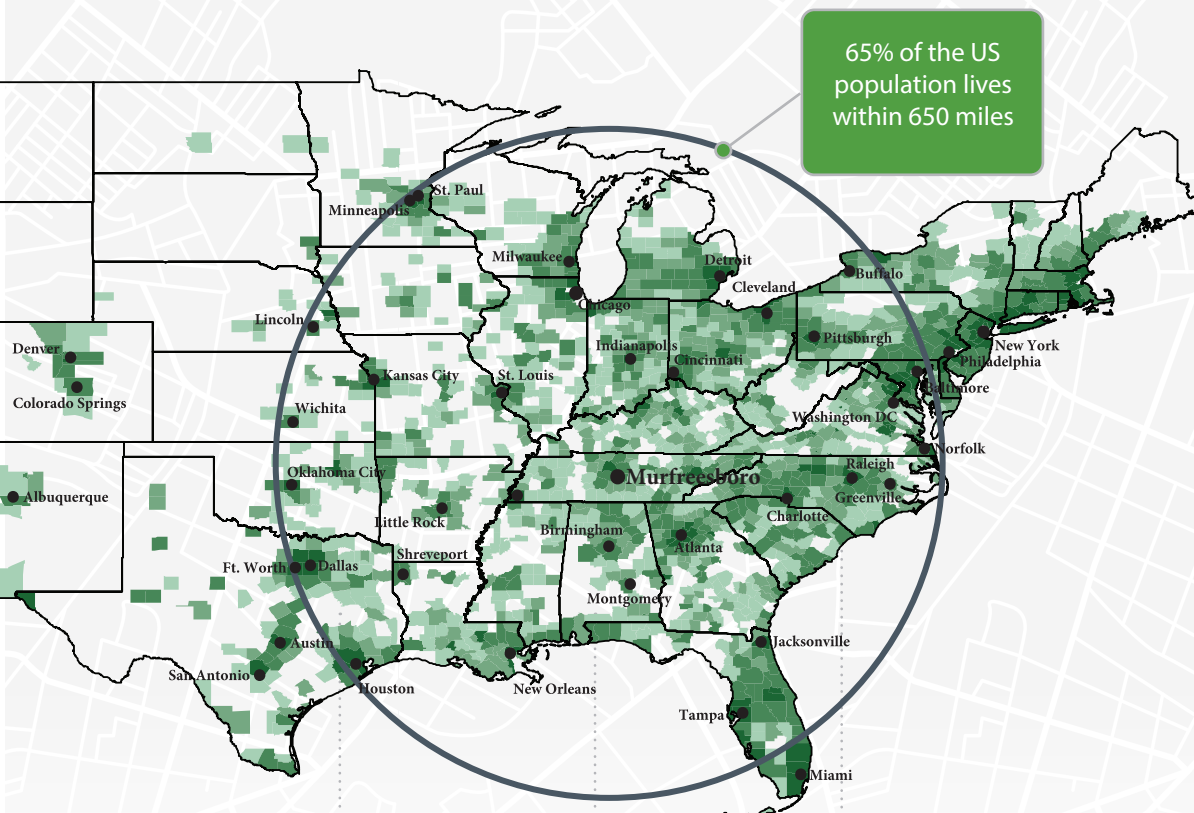 65% of the US
population lives
within 650 miles
St. Paul
Minneapolis
Milwaukee
Detroit
Buffalo
Cleveland
Chicago
Lincoln
Pittsburgh
New York
Denver
Indianapolis
Cincinnati
Philadelphia
Kansas City
St. Louis
Baltimore
Colorado Springs
Wichita
Washington DC
Norfolk
Oklahoma City
Murfreesboro
Raleigh
Albuquerque
Greenville
Little Rock
Charlotte
Birmingham
Atlanta
Shreveport
Ft. Worth
Dallas
Montgomery
Austin
Jacksonville
San Antonio
Houston
New Orleans
Tampa
Miami